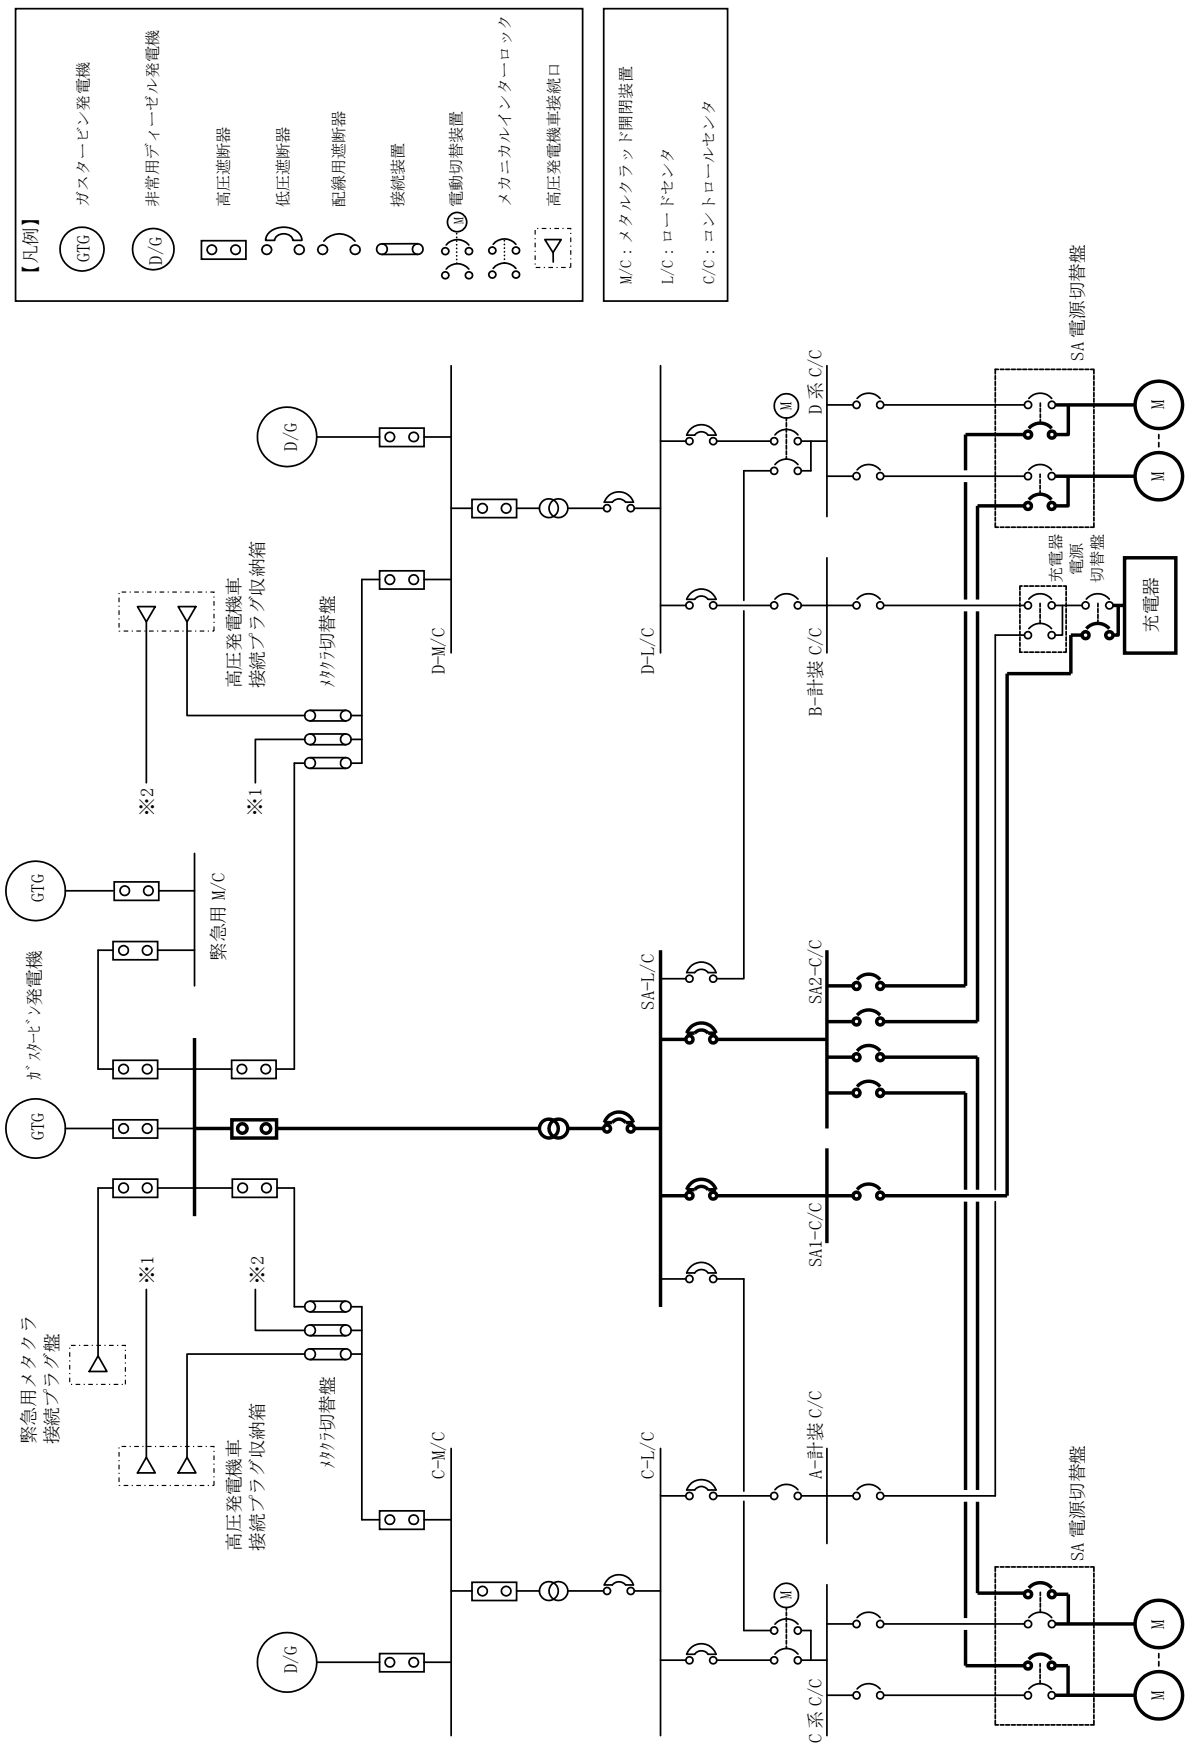 【凡例】
GTG
ガスタービン発電機
D/G
非常用ディーゼル発電機
高圧遮断器
低圧遮断器
配線用遮断器
接続装置
M
電動切替装置
メカニカルインターロック
高圧発電機車接続口
M/C：メタルクラッド開閉装置
L/C：ロードセンタ
C/C：コントロールセンタ
GTG
GTG
ｶﾞｽﾀｰﾋﾞﾝ発電機
緊急用 M/C
緊急用メタクラ
接続プラグ盤
※1
※2
高圧発電機車
接続プラグ収納箱
ﾒﾀｸﾗ切替盤
※2
※1
高圧発電機車
接続プラグ収納箱
ﾒﾀｸﾗ切替盤
D/G
D/G
C-M/C
D-M/C
C-L/C
SA-L/C
D-L/C
M
M
C 系 C/C
A-計装 C/C
SA1-C/C
SA2-C/C
B-計装 C/C
D 系 C/C
SA 電源切替盤
充電器
電源
切替盤
SA 電源切替盤
M
M
充電器
M
M